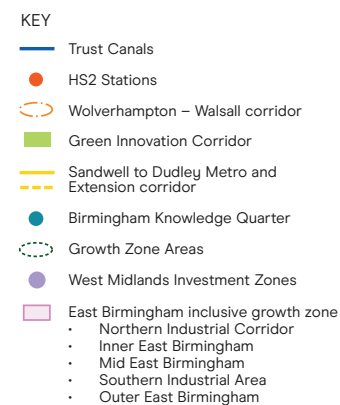 KEY
Trust Canals
HS2 Stations
Wolverhampton – Walsall corridor
Green Innovation Corridor
Sandwell to Dudley Metro and
Extension corridor
Birmingham Knowledge Quarter
Growth Zone Areas
West Midlands Investment Zones
East Birmingham inclusive growth zone
• Northern Industrial Corridor
• Inner East Birmingham
• Mid East Birmingham
• Southern Industrial Area
• Outer East Birmingham